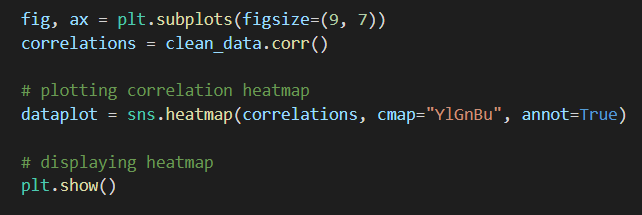 fig, ax = plt.subplots(figsize=(9, 7))
correlations = clean_data.corr()
# plotting correlation heatmap
dataplot = sns.heatmap(correlations, cmap="YlGnBu", annot=True)
# displaying heatmap
plt.show()